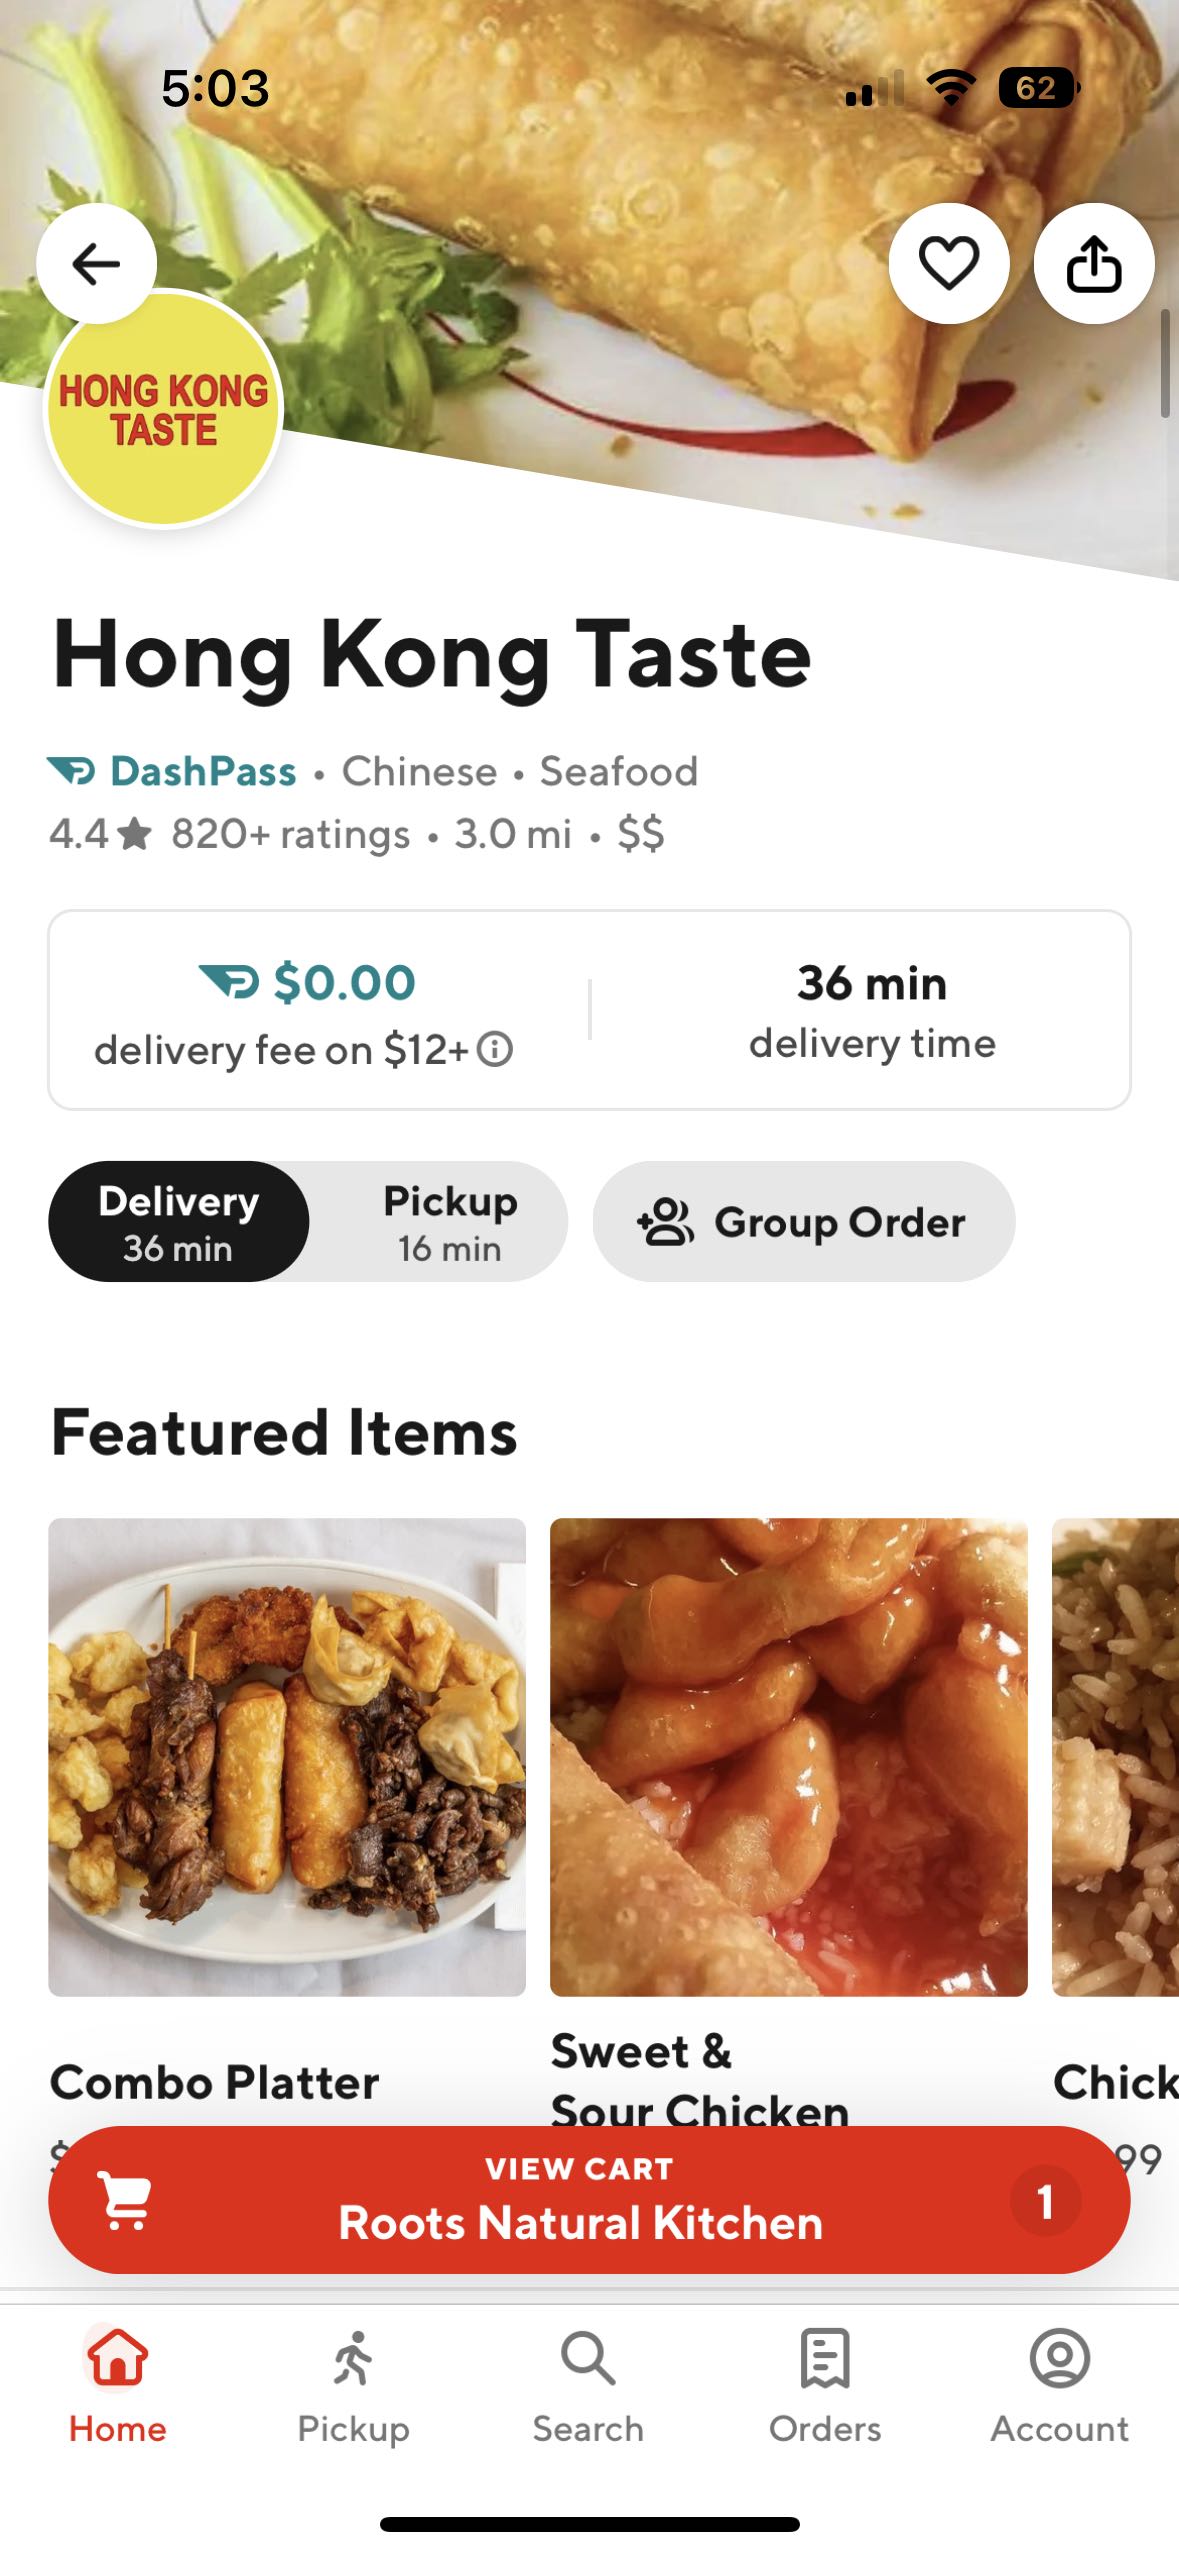 5:03
62
HONG KONG
TASTE
Hong Kong Taste
DashPass • Chinese • Seafood
4.4★ 820+ ratings • 3.0 mi • $$
$0.00
delivery fee on $12+
36 min
delivery time
Delivery
36 min
Pickup
16 min
Group Order
Featured Items
Combo Platter
Sweet &
Sour Chicken
Chick
$
99
VIEW CART
Roots Natural Kitchen
1
Home
Pickup
Search
Orders
Account